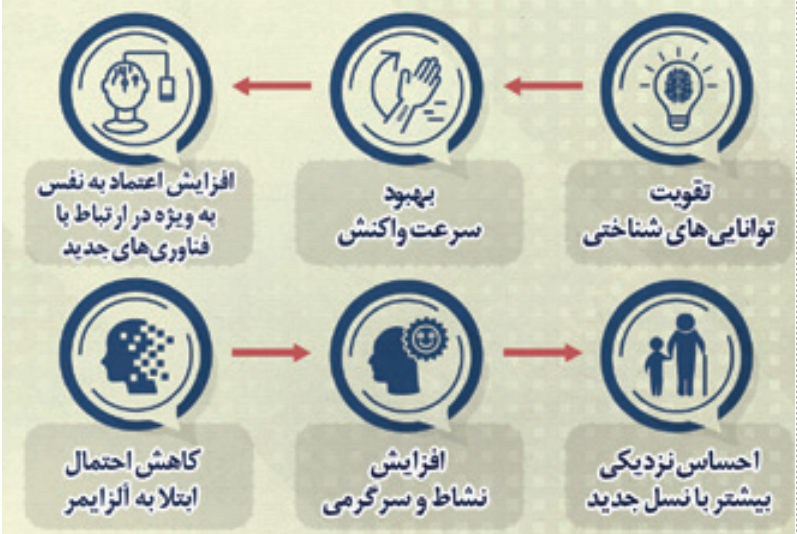 تقویت
توانایی‌های شناختی
بهبود
سرعت واکنش
افزایش اعتماد به نفس
به ویژه در ارتباط با
فناوری‌های جدید
کاهش احتمال
ابتلا به آلزایمر
افزایش
نشاط و سرگرمی
احساس نزدیکی
بیشتر با نسل جدید